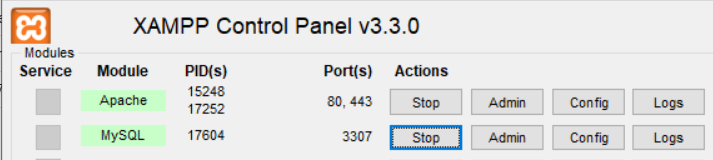 XAMPP Control Panel v3.3.0
Modules
Service Module PID(s) Port(s) Actions
Apache 15248 17252 80, 443 Stop Admin Config Logs
MySQL 17604 3307 Stop Admin Config Logs